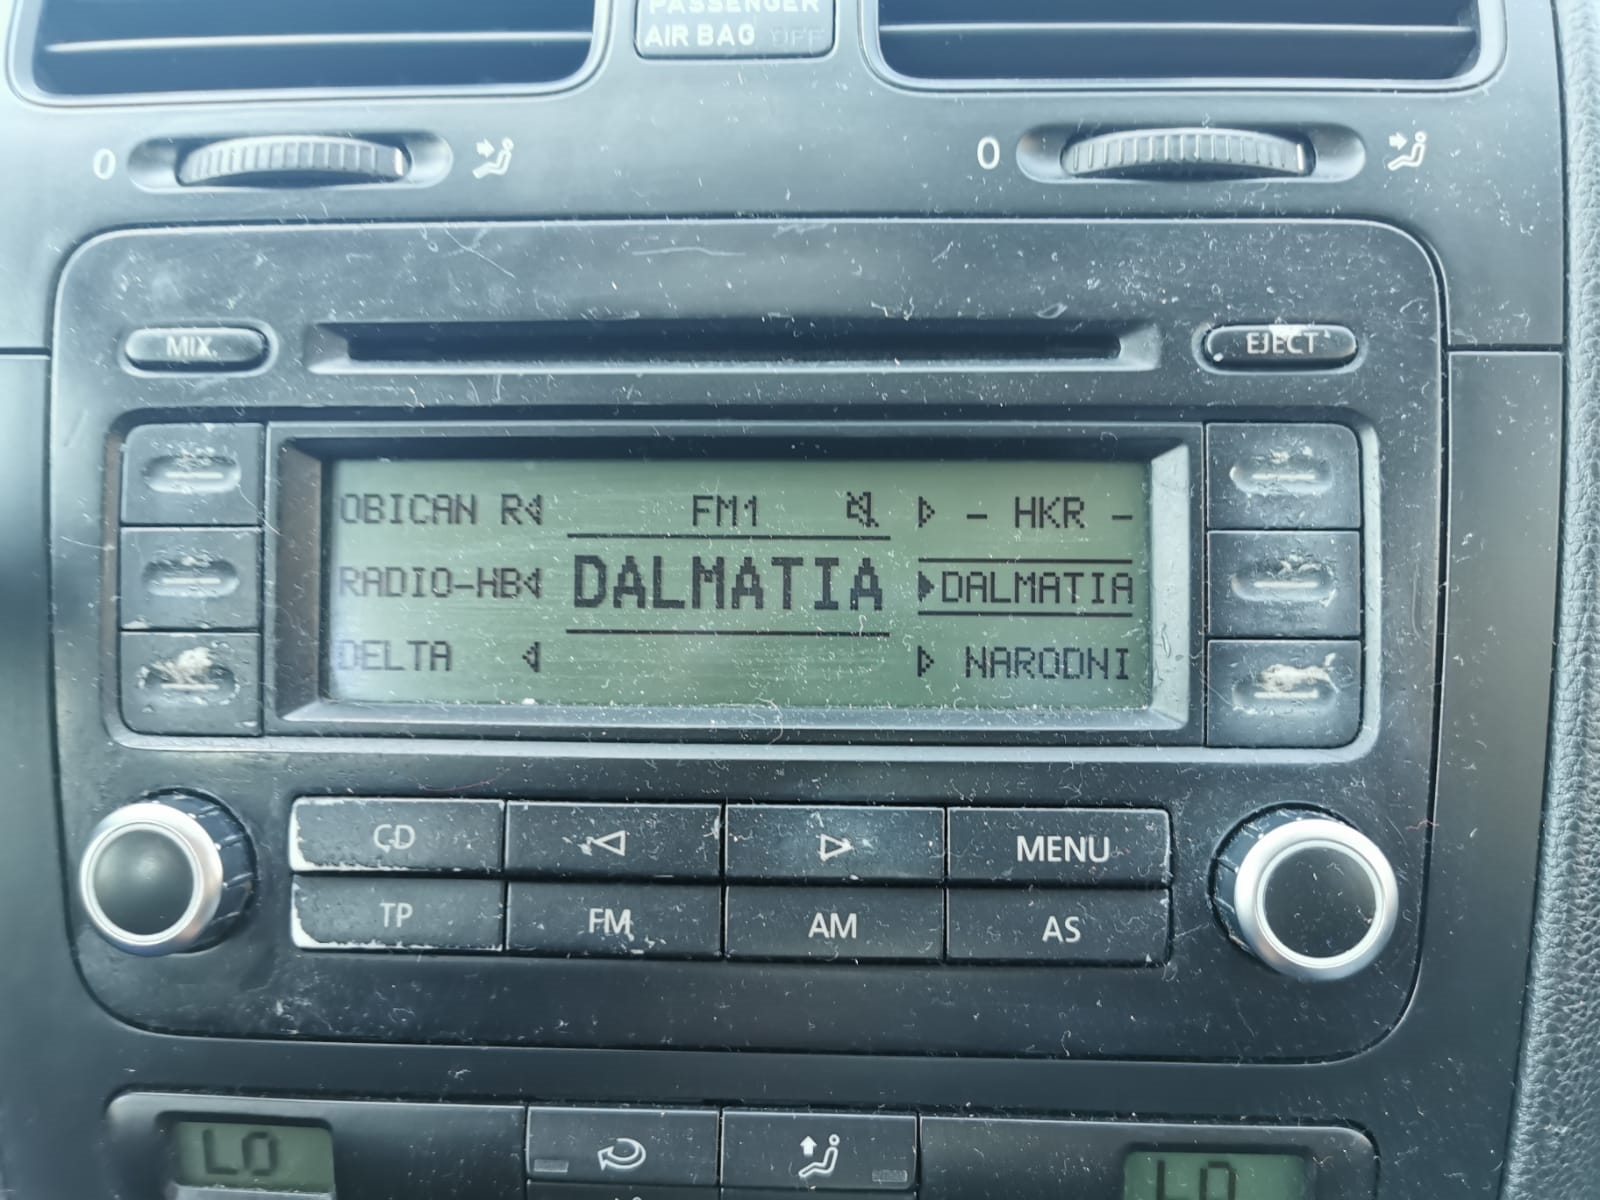 PASSENGER
AIR BAG OFF
0
0
MIX
EJECT
OBICAN R
FM1
- HKR -
RADIO-HB
DALMATIA
DALMATIA
DELTA
NARODNI
CD
MENU
TP
FM
AM
AS
LO
LO